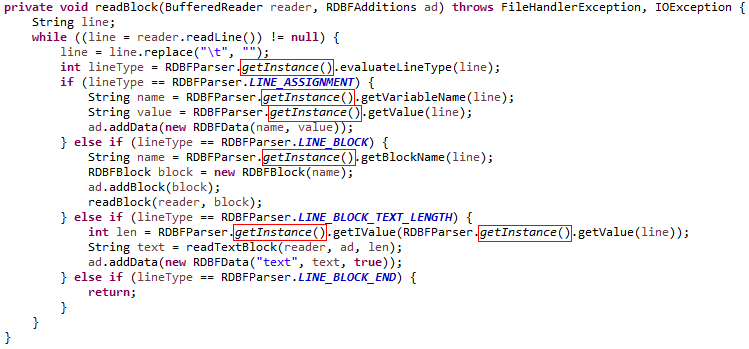 private void readBlock(BufferedReader reader, RDBFAdditions ad) throws FileHandlerException, IOException {
    String line;
    while ((line = reader.readLine()) != null) {
        line = line.replace("\t", "");
        int lineType = RDBFParser.getInstance().evaluateLineType(line);
        if (lineType == RDBFParser.LINE_ASSIGNMENT) {
            String name = RDBFParser.getInstance().getVariableName(line);
            String value = RDBFParser.getInstance().getValue(line);
            ad.addData(new RDBFData(name, value));
        } else if (lineType == RDBFParser.LINE_BLOCK) {
            String name = RDBFParser.getInstance().getBlockName(line);
            RDBFBlock block = new RDBFBlock(name);
            ad.addBlock(block);
            readBlock(reader, block);
        } else if (lineType == RDBFParser.LINE_BLOCK_TEXT_LENGTH) {
            int len = RDBFParser.getInstance().getIValue(RDBFParser.getInstance().getValue(line));
            String text = readTextBlock(reader, ad, len);
            ad.addData(new RDBFData("text", text, true));
        } else if (lineType == RDBFParser.LINE_BLOCK_END) {
            return;
        }
    }
}